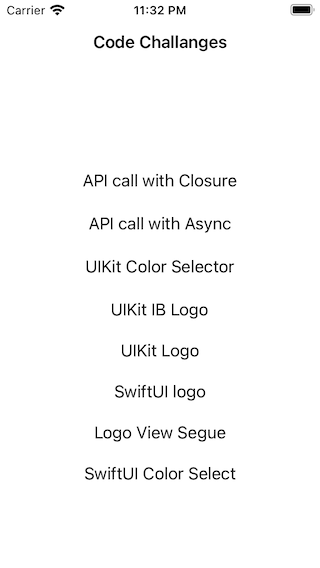 Carrier 11:32 PM
Code Challanges
API call with Closure
API call with Async
UIKit Color Selector
UIKit IB Logo
UIKit Logo
SwiftUI logo
Logo View Segue
SwiftUI Color Select